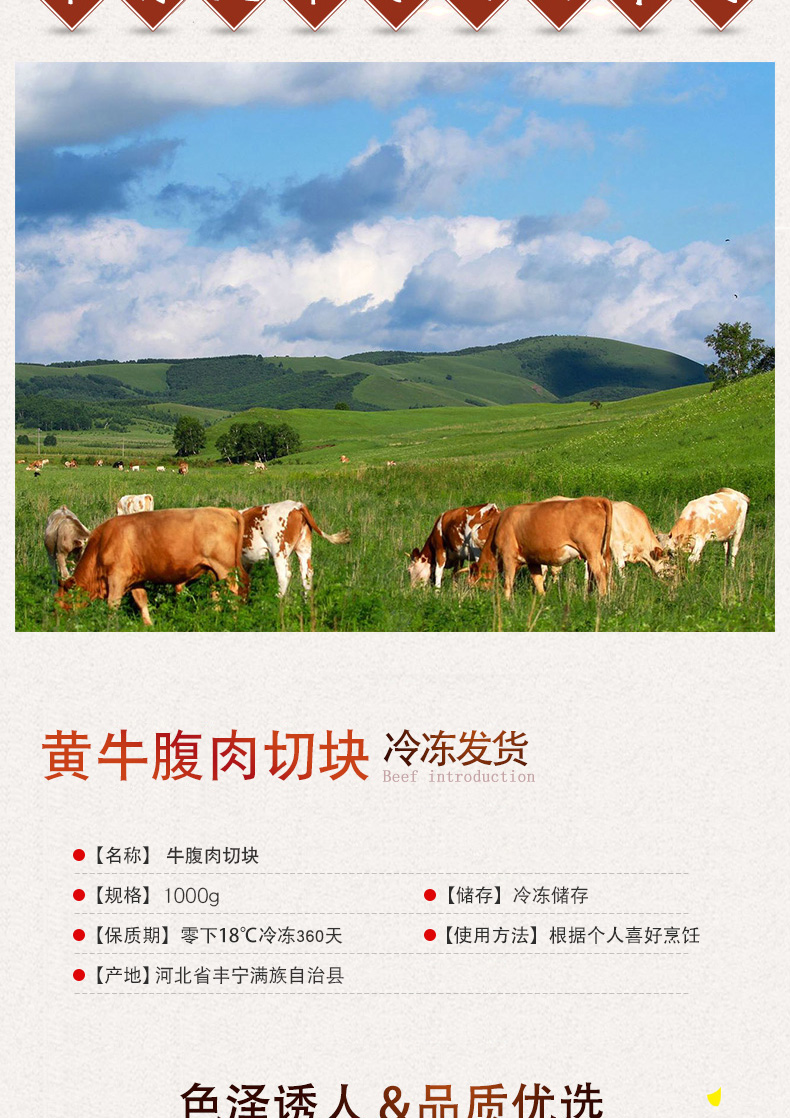 黄牛腹肉切块 冷冻发货
Beef introduction
【名称】 牛腹肉切块
【规格】 1000g 【储存】 冷冻储存
【保质期】 零下18℃冷冻360天 【使用方法】 根据个人喜好烹饪
【产地】 河北省丰宁满族自治县
色泽诱人&品质优选